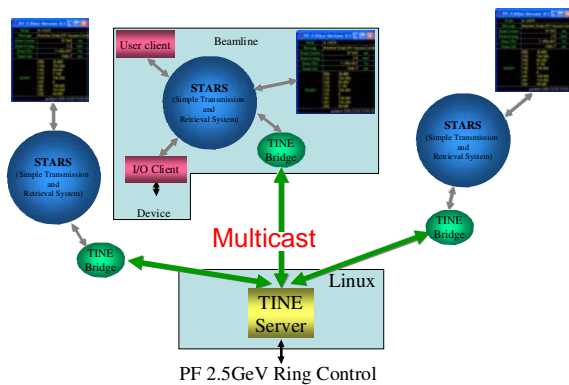 User client
Beamline
STARS
(Simple Transmission
and
Retrieval System)
I/O Client
Device
TINE
Bridge
STARS
(Simple Transmission
and
Retrieval System)
TINE
Bridge
STARS
(Simple Transmission
and
Retrieval System)
TINE
Bridge
Multicast
Linux
TINE
Server
PF 2.5GeV Ring Control